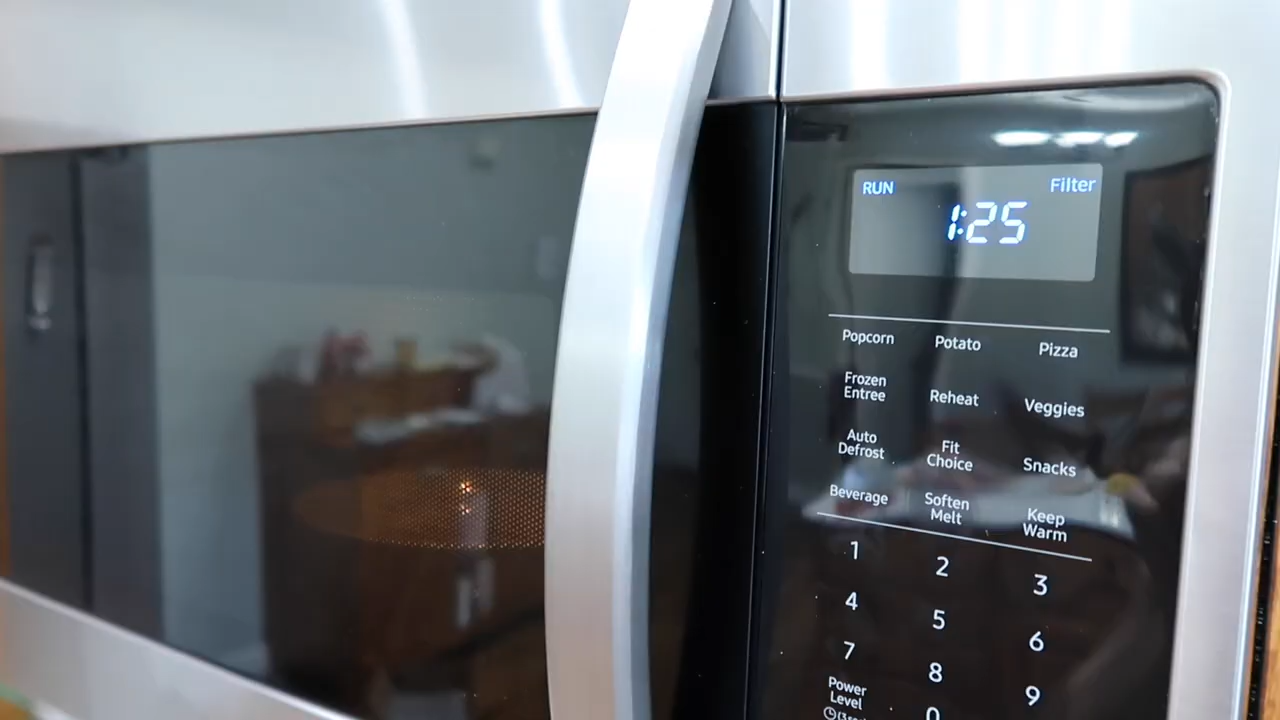 RUN Filter
1:25
Popcorn Potato Pizza
Frozen
Entree
Reheat
Veggies
Auto
Defrost
Fit
Choice
Snacks
Beverage
Soften
Melt
Keep
Warm
1 2 3
4 5 6
7 8 9
Power
Level
0